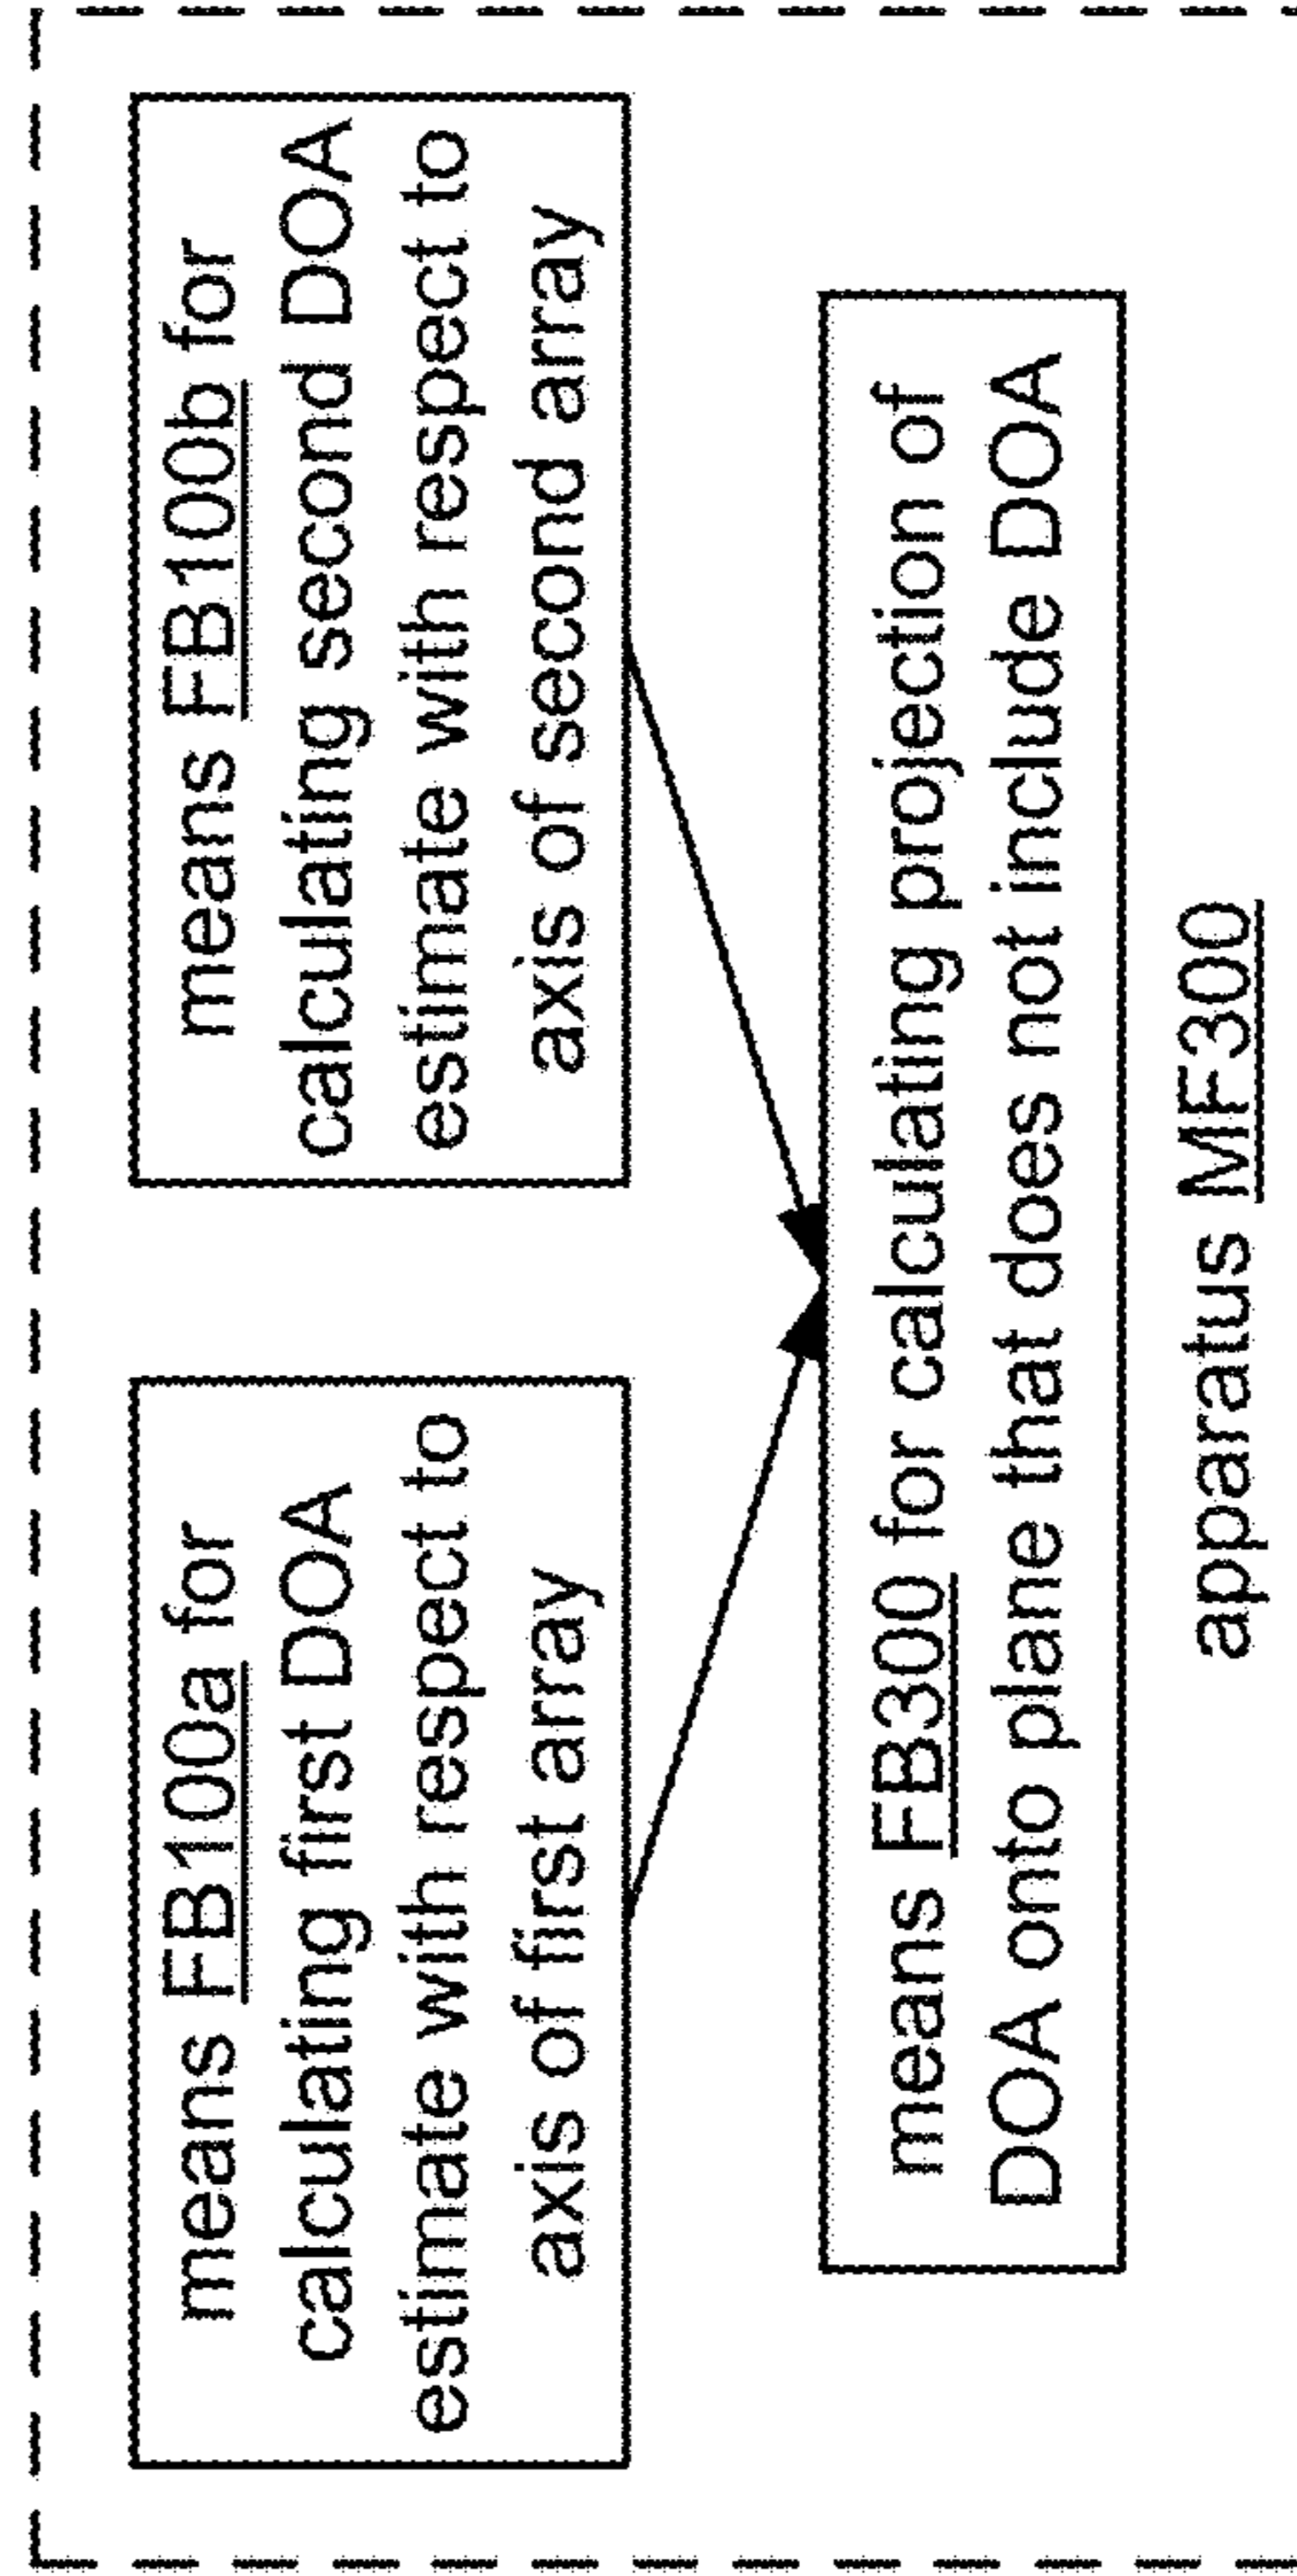 means FB100a for
calculating first DOA
estimate with respect to
axis of first array
means FB100b for
calculating second DOA
estimate with respect to
axis of second array
means FB300 for calculating projection of
DOA onto plane that does not include DOA
apparatus MF300